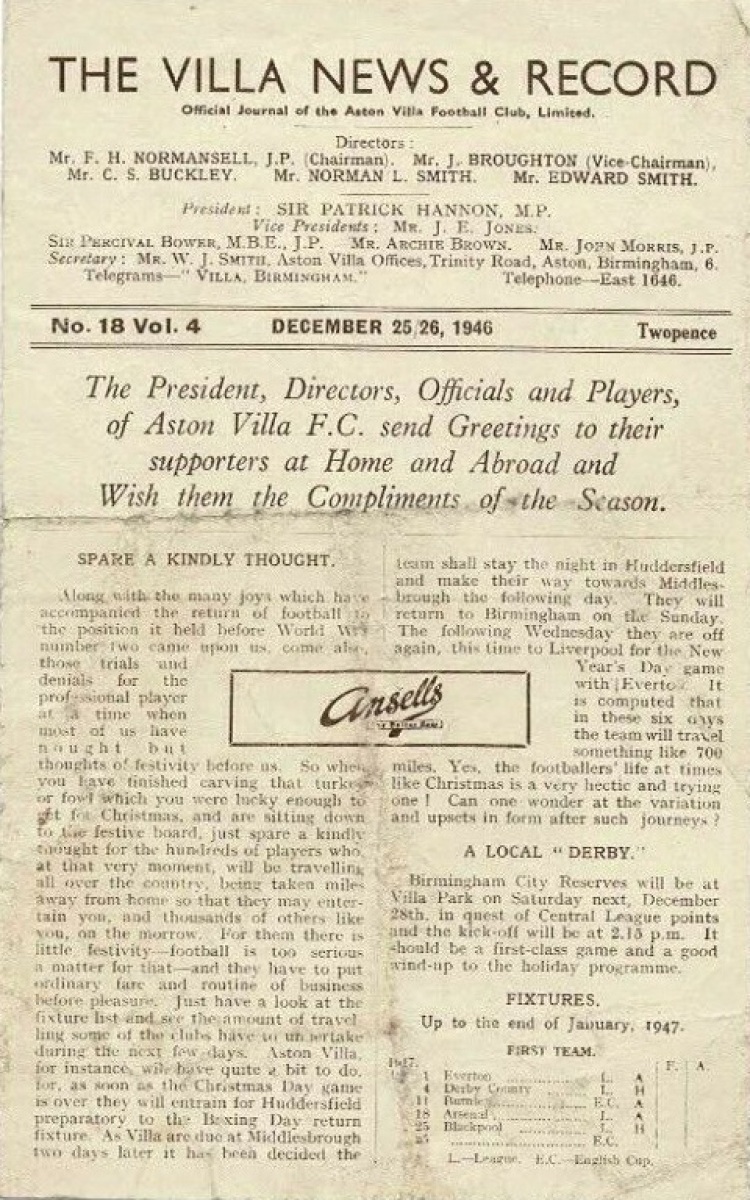 THE VILLA NEWS & RECORD
Official Journal of the Aston Villa Football Club, Limited.
Directors :
Mr. F. H. NORMANSELL, J.P. (Chairman). Mr. J. BROUGHTON (Vice-Chairman),
Mr. C. S. BUCKLEY. Mr. NORMAN L. SMITH. Mr. EDWARD SMITH.
President : SIR PATRICK HANNON, M.P.
Vice Presidents : MR. J. E. JONES.
SIR PERCIVAL BOWER, M.B.E., J.P. MR. ARCHIE BROWN. MR. JOHN MORRIS, J.P.
Secretary : MR. W. J. SMITH, Aston Villa Offices, Trinity Road, Aston, Birmingham, 6.
Telegrams—" VILLA, BIRMINGHAM." Telephone—East 1646.
No. 18 Vol. 4 DECEMBER 25/26, 1946 Twopence
The President, Directors, Officials and Players,
of Aston Villa F.C. send Greetings to their
supporters at Home and Abroad and
Wish them the Compliments of the Season.
SPARE A KINDLY THOUGHT.
Along with the many joys which have
accompanied the return of football to
the position it held before World War
number two came upon us, come also,
those trials and
denials for the
professional player
at a time when
most of us have
nought but
thoughts of festivity before us. So when
you have finished carving that turkey
or fowl which you were lucky enough to
get for Christmas, and are sitting down
to the festive board, just spare a kindly
thought for the hundreds of players who,
at that very moment, will be travelling
all over the country, being taken miles
away from home so that they may enter-
tain you, and thousands of others like
you, on the morrow. For them there is
little festivity—football is too serious
a matter for that—and they have to put
ordinary fare and routine of business
before pleasure. Just have a look at the
fixture list and see the amount of travel
ling some of the clubs have to undertake
during the next few days. Aston Villa,
for instance, will have quite a bit to do,
for, as soon as the Christmas Day game
is over they will entrain for Huddersfield
preparatory to the Boxing Day return
fixture. As Villa are due at Middlesbrough
two days later it has been decided the
Ansells
team shall stay the night in Huddersfield
and make their way towards Middles-
brough the following day. They will
return to Birmingham on the Sunday.
The following Wednesday they are off
again, this time to Liverpool for the New
Year's Day game
with Everton. It
is computed that
in these six days
the team will travel
something like 700
miles. Yes, the footballers' life at times
like Christmas is a very hectic and trying
one ! Can one wonder at the variation
and upsets in form after such journeys ?
A LOCAL " DERBY."
Birmingham City Reserves will be at
Villa Park on Saturday next, December
28th, in quest of Central League points
and the kick-off will be at 2.15 p.m. It
should be a first-class game and a good
wind-up to the holiday programme.
FIXTURES.
Up to the end of January, 1947.
FIRST TEAM.
1947. F. A.
1 Everton L. A
4 Derby County L. H
11 Burnley E.C. A
18 Arsenal L. A
25 Blackpool L. H
25 E.C.
L.—League. E.C.—English Cup.